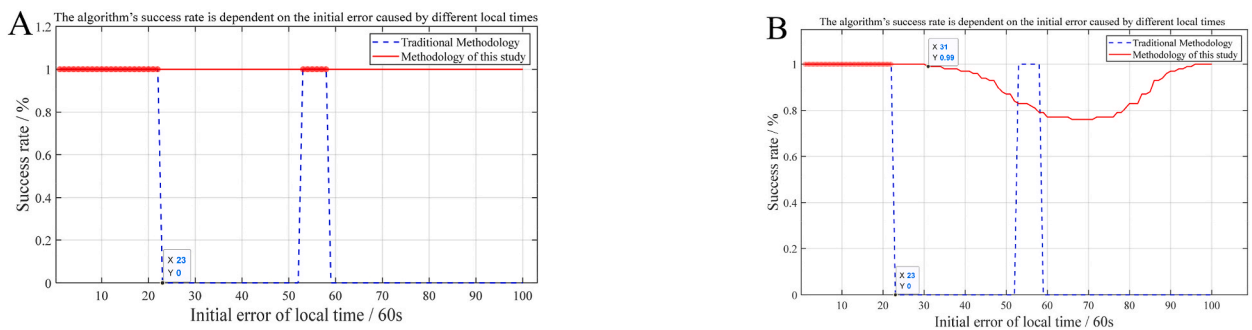 A
The algorithm's success rate is dependent on the initial error caused by different local times
Traditional Methodology
Methodology of this study
1.2
1
0.8
0.6
0.4
0.2
0
Success rate / %
X 23
Y 0
10 20 30 40 50 60 70 80 90 100
Initial error of local time / 60s
B
The algorithm's success rate is dependent on the initial error caused by different local times
Traditional Methodology
Methodology of this study
X 31
Y 0.99
1
0.8
0.6
0.4
0.2
0
Success rate / %
X 23
Y 0
10 20 30 40 50 60 70 80 90 100
Initial error of local time / 60s